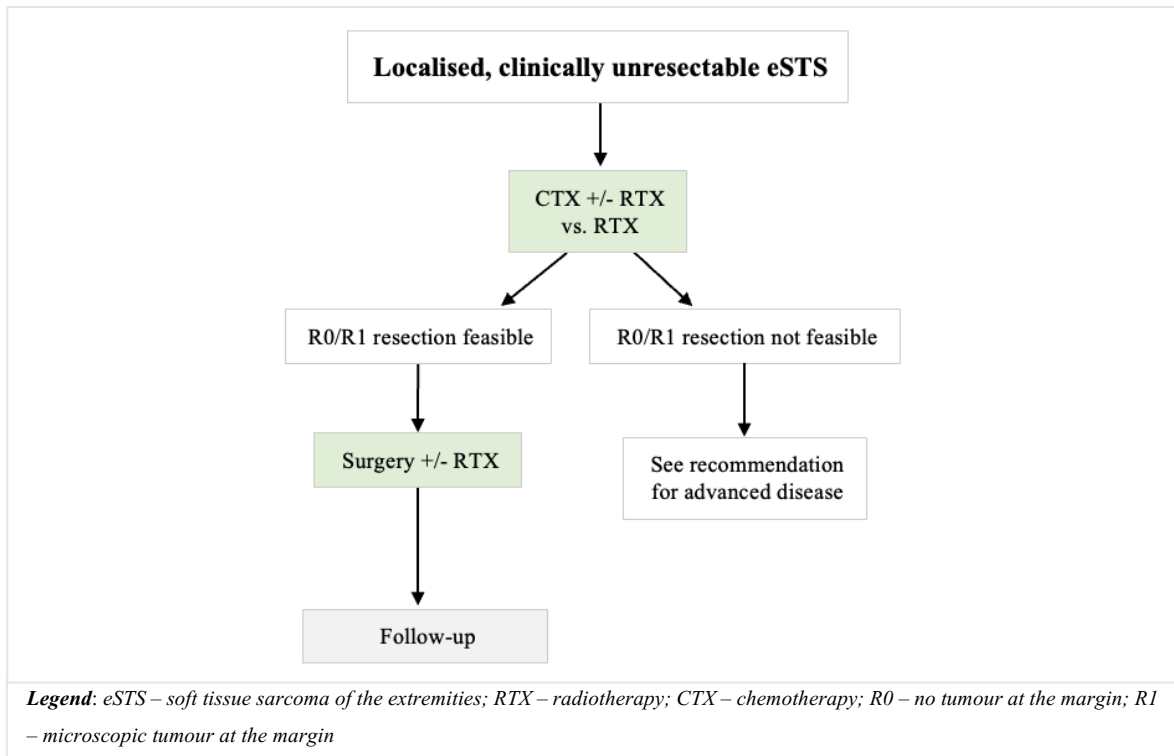 Localised, clinically unresectable eSTS
CTX +/- RTX
vs. RTX
R0/R1 resection feasible
R0/R1 resection not feasible
Surgery +/- RTX
See recommendation
for advanced disease
Follow-up
Legend: eSTS – soft tissue sarcoma of the extremities; RTX – radiotherapy; CTX – chemotherapy; R0 – no tumour at the margin; R1
– microscopic tumour at the margin